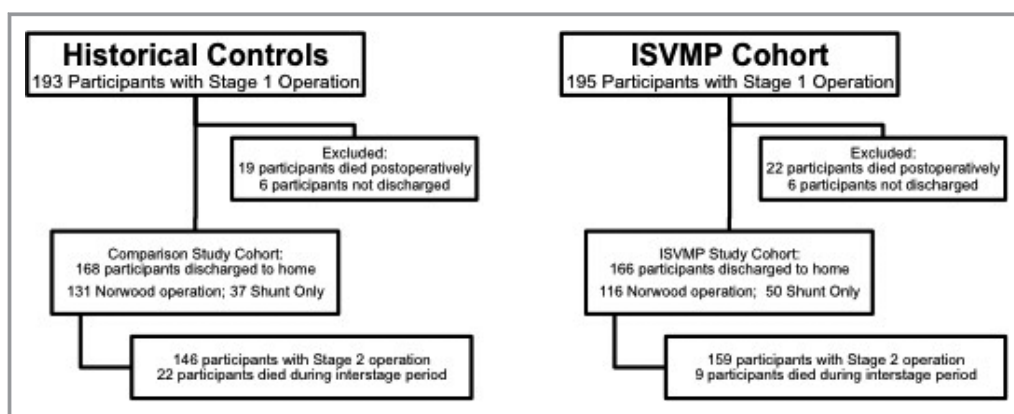 Historical Controls
193 Participants with Stage 1 Operation
Excluded:
19 participants died postoperatively
6 participants not discharged
Comparison Study Cohort:
168 participants discharged to home
131 Norwood operation; 37 Shunt Only
146 participants with Stage 2 operation
22 participants died during interstage period
ISVMP Cohort
195 Participants with Stage 1 Operation
Excluded:
22 participants died postoperatively
6 participants not discharged
ISVMP Study Cohort:
166 participants discharged to home
116 Norwood operation; 50 Shunt Only
159 participants with Stage 2 operation
9 participants died during interstage period